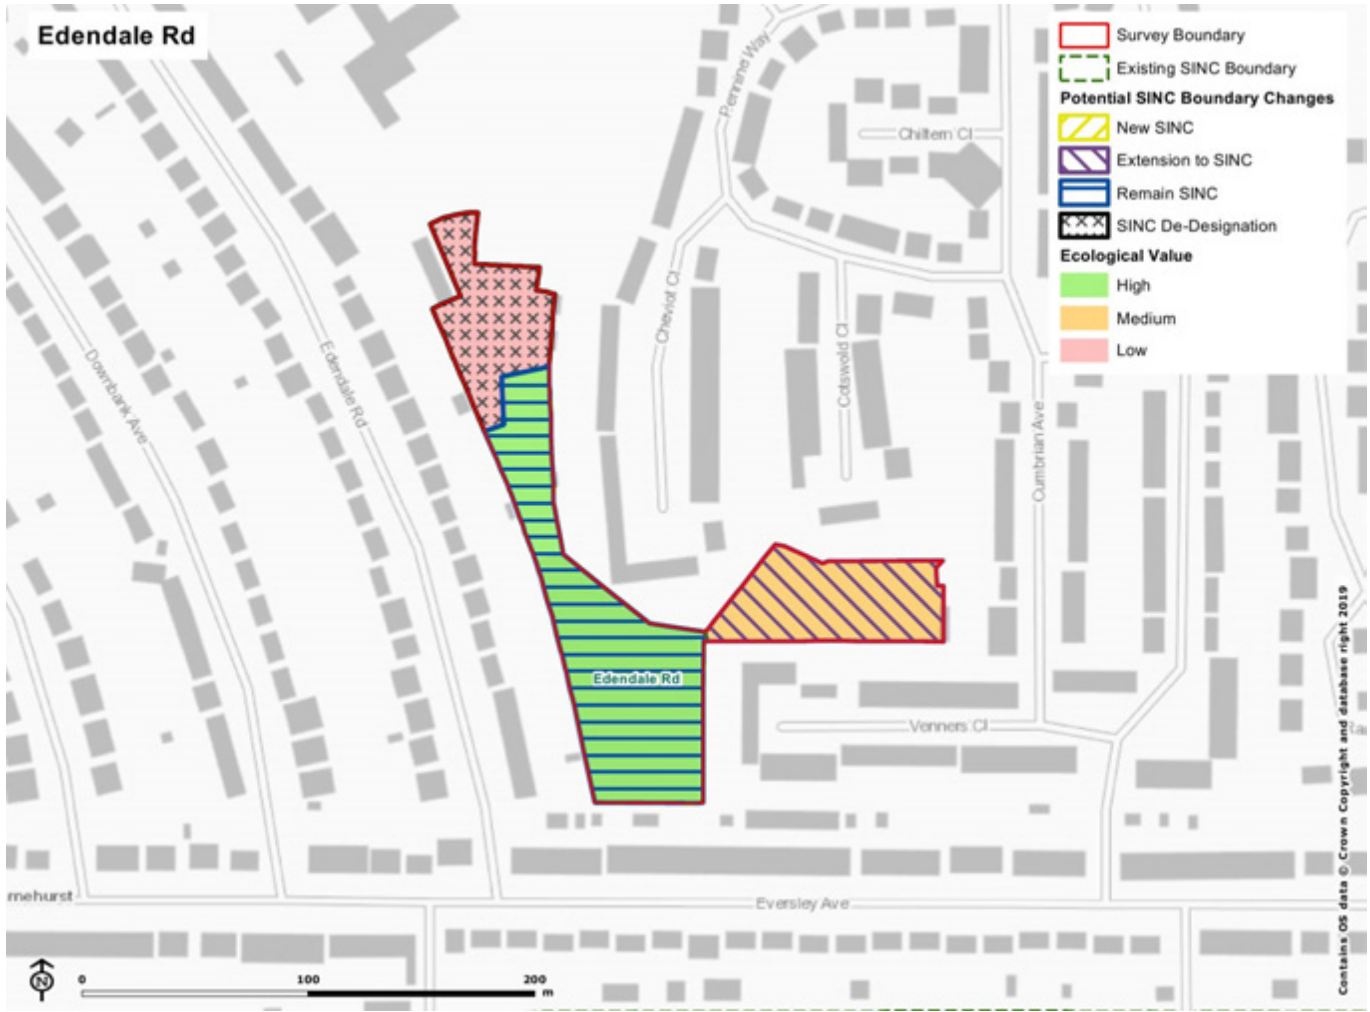 Edendale Rd
Survey Boundary
Existing SINC Boundary
Potential SINC Boundary Changes
New SINC
Extension to SINC
Remain SINC
SINC De-Designation
Ecological Value
High
Medium
Low
Pennine Way
Chiltern Cl
Cheviot Cl
Cotswold Cl
Cumbrian Ave
Downbank Ave
Edendale Rd
Edendale Rd
Venners Cl
Eversley Ave
mehurst
N
0 100 200 m
Contains OS data © Crown Copyright and database right 2019